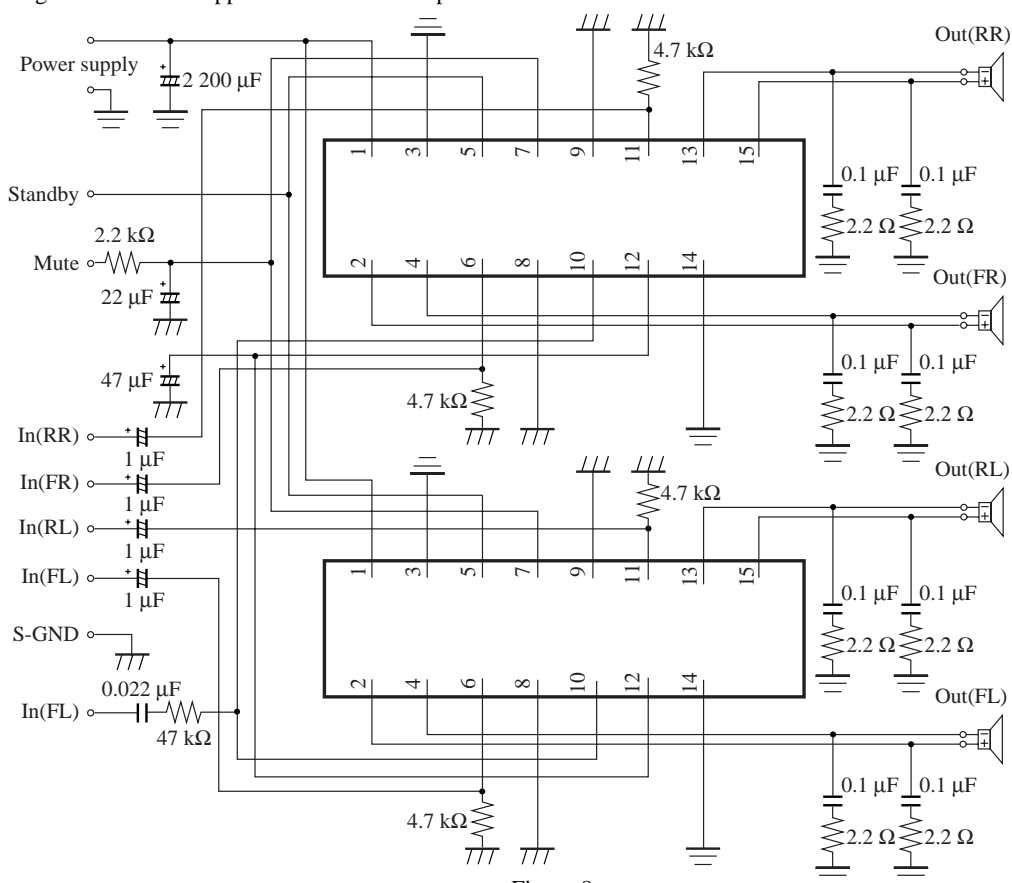 4.7 kΩ
Out(RR)
Power supply
2 200 µF
1 3 5 7 9 11 13 15
0.1 µF 0.1 µF
Standby
2.2 Ω 2.2 Ω
2.2 kΩ
Mute
2 4 6 8 10 12 14
Out(FR)
22 µF
47 µF
0.1 µF 0.1 µF
4.7 kΩ
2.2 Ω 2.2 Ω
In(RR)
1 µF
In(FR)
1 µF
Out(RL)
4.7 kΩ
In(RL)
1 µF
1 3 5 7 9 11 13 15
In(FL)
1 µF
0.1 µF 0.1 µF
S-GND
2.2 Ω 2.2 Ω
2 4 6 8 10 12 14
0.022 µF
In(FL)
47 kΩ
Out(FL)
0.1 µF 0.1 µF
4.7 kΩ
2.2 Ω 2.2 Ω